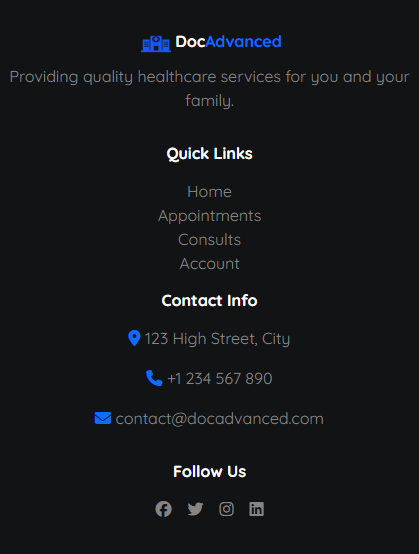 DocAdvanced
Providing quality healthcare services for you and your
family.
Quick Links
Home
Appointments
Consults
Account
Contact Info
123 High Street, City
+1 234 567 890
contact@docadvanced.com
Follow Us